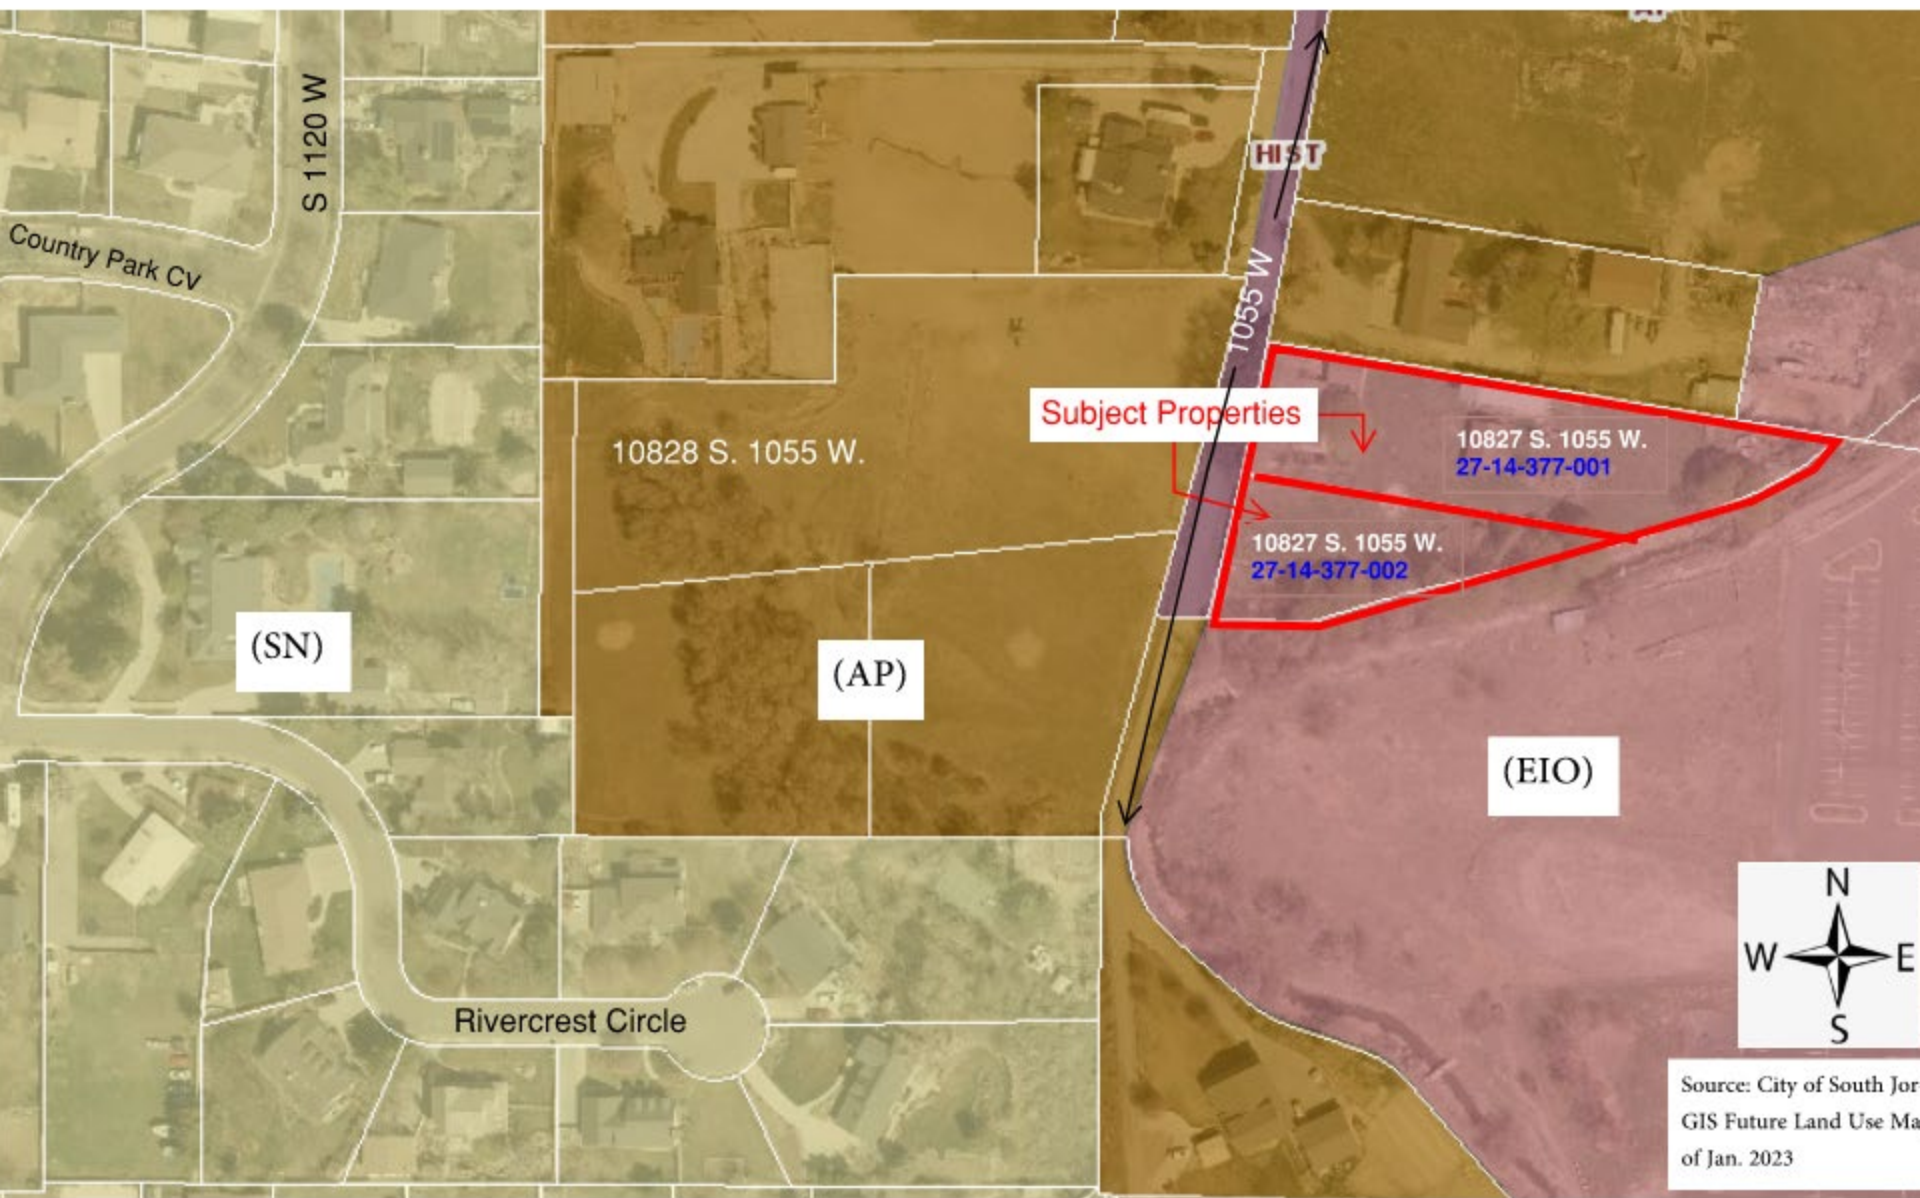 S 1120 W
HIST
Country Park CV
1055 W
Subject Properties
10827 S. 1055 W.
27-14-377-001
10828 S. 1055 W.
10827 S. 1055 W.
27-14-377-002
(SN)
(AP)
(EIO)
N
W E
S
Rivercrest Circle
Source: City of South Jor
GIS Future Land Use Ma
of Jan. 2023